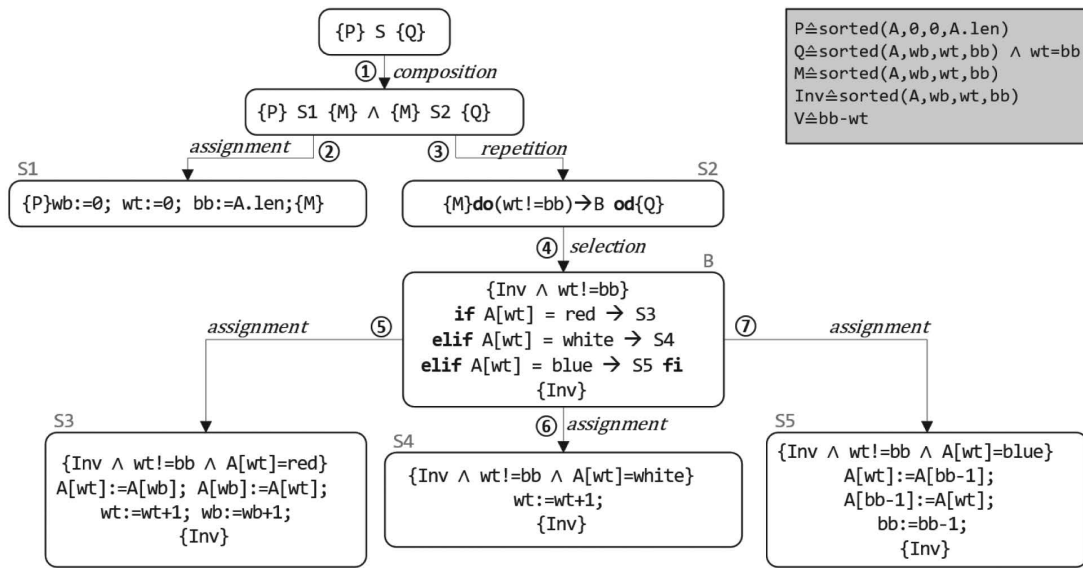 {P} S {Q}
P≙sorted(A,0,0,A.len)
Q≙sorted(A,wb,wt,bb) ∧ wt=bb
M≙sorted(A,wb,wt,bb)
Inv≙sorted(A,wb,wt,bb)
V≙bb-wt
① composition
{P} S1 {M} ∧ {M} S2 {Q}
assignment ②
③ repetition
S1
{P}wb:=0; wt:=0; bb:=A.len;{M}
S2
{M}do(wt!=bb)→B od{Q}
④ selection
B
{Inv ∧ wt!=bb}
if A[wt] = red → S3
elif A[wt] = white → S4
elif A[wt] = blue → S5 fi
{Inv}
assignment ⑤
⑦ assignment
⑥ assignment
S3
{Inv ∧ wt!=bb ∧ A[wt]=red}
A[wt]:=A[wb]; A[wb]:=A[wt];
wt:=wt+1; wb:=wb+1;
{Inv}
S4
{Inv ∧ wt!=bb ∧ A[wt]=white}
wt:=wt+1;
{Inv}
S5
{Inv ∧ wt!=bb ∧ A[wt]=blue}
A[wt]:=A[bb-1];
A[bb-1]:=A[wt];
bb:=bb-1;
{Inv}